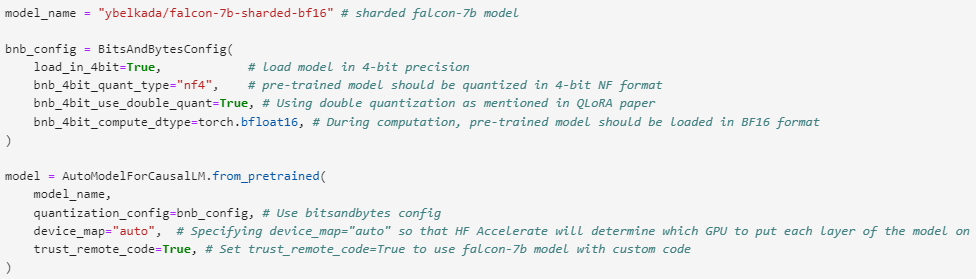 model_name = "ybelkada/falcon-7b-sharded-bf16" # sharded falcon-7b model

bnb_config = BitsAndBytesConfig(
    load_in_4bit=True,            # load model in 4-bit precision
    bnb_4bit_quant_type="nf4",    # pre-trained model should be quantized in 4-bit NF format
    bnb_4bit_use_double_quant=True, # Using double quantization as mentioned in QLoRA paper
    bnb_4bit_compute_dtype=torch.bfloat16, # During computation, pre-trained model should be loaded in BF16 format
)

model = AutoModelForCausalLM.from_pretrained(
    model_name,
    quantization_config=bnb_config, # Use bitsandbytes config
    device_map="auto",  # Specifying device_map="auto" so that HF Accelerate will determine which GPU to put each layer of the model on
    trust_remote_code=True, # Set trust_remote_code=True to use falcon-7b model with custom code
)